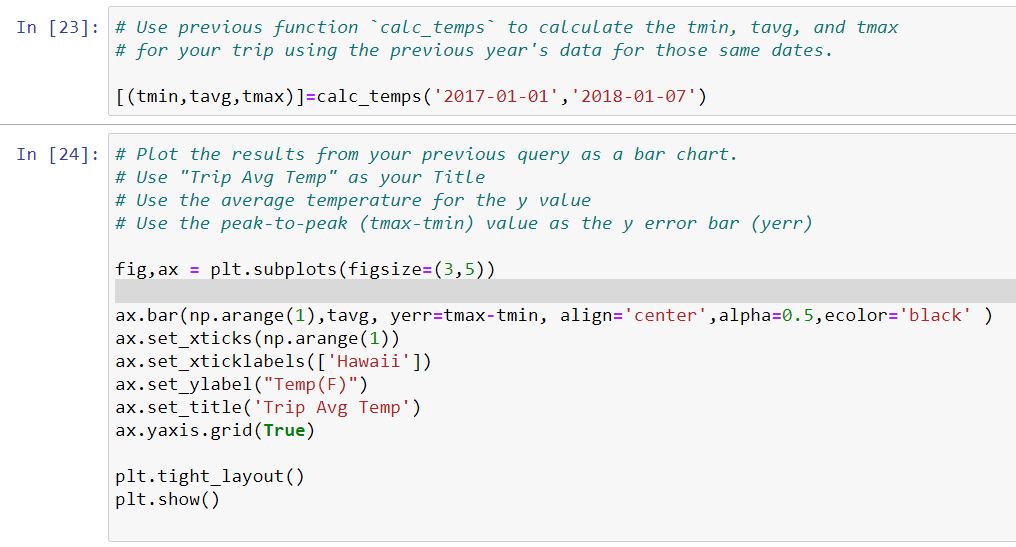 In [23]: # Use previous function `calc_temps` to calculate the tmin, tavg, and tmax
# for your trip using the previous year's data for those same dates.
[(tmin,tavg,tmax)]=calc_temps('2017-01-01','2018-01-07')
In [24]: # Plot the results from your previous query as a bar chart.
# Use "Trip Avg Temp" as your Title
# Use the average temperature for the y value
# Use the peak-to-peak (tmax-tmin) value as the y error bar (yerr)
fig,ax = plt.subplots(figsize=(3,5))
ax.bar(np.arange(1),tavg, yerr=tmax-tmin, align='center',alpha=0.5,ecolor='black' )
ax.set_xticks(np.arange(1))
ax.set_xticklabels(['Hawaii'])
ax.set_ylabel("Temp(F)")
ax.set_title('Trip Avg Temp')
ax.yaxis.grid(True)
plt.tight_layout()
plt.show()